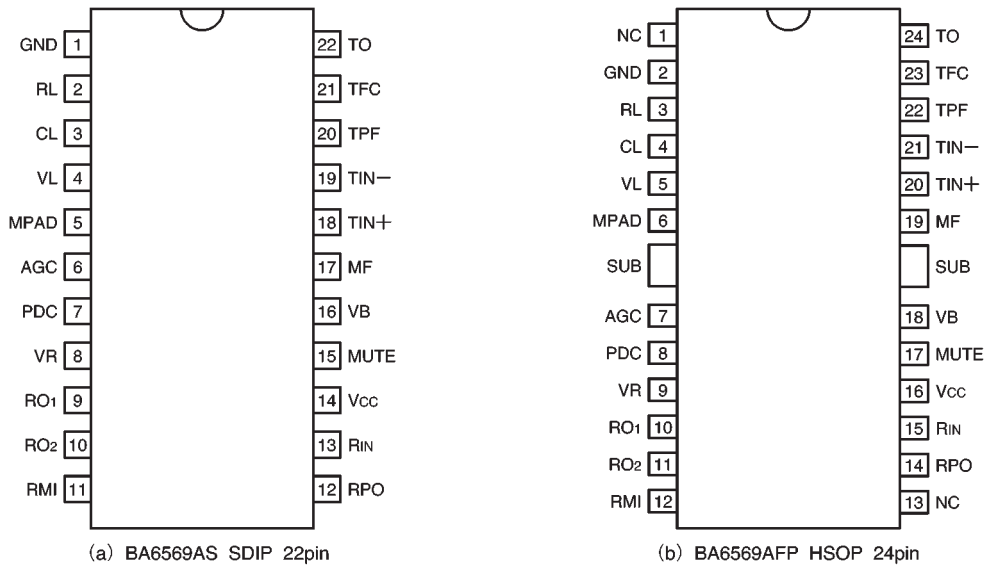 GND 1
RL 2
CL 3
VL 4
MPAD 5
AGC 6
PDC 7
VR 8
RO1 9
RO2 10
RMI 11
22 TO
21 TFC
20 TPF
19 TIN−
18 TIN+
17 MF
16 VB
15 MUTE
14 VCC
13 RIN
12 RPO
(a) BA6569AS SDIP 22pin
NC 1
GND 2
RL 3
CL 4
VL 5
MPAD 6
SUB
AGC 7
PDC 8
VR 9
RO1 10
RO2 11
RMI 12
24 TO
23 TFC
22 TPF
21 TIN−
20 TIN+
19 MF
SUB
18 VB
17 MUTE
16 VCC
15 RIN
14 RPO
13 NC
(b) BA6569AFP HSOP 24pin